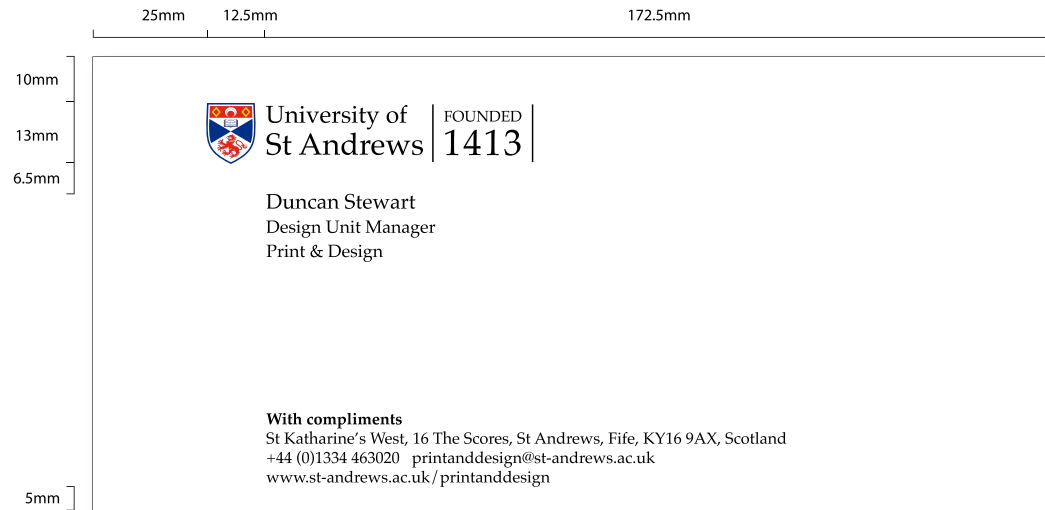 25mm 12.5mm 172.5mm
10mm
13mm
6.5mm
University of
St Andrews
FOUNDED
1413
Duncan Stewart
Design Unit Manager
Print & Design
With compliments
St Katharine’s West, 16 The Scores, St Andrews, Fife, KY16 9AX, Scotland
+44 (0)1334 463020 printanddesign@st-andrews.ac.uk
www.st-andrews.ac.uk/printanddesign
5mm